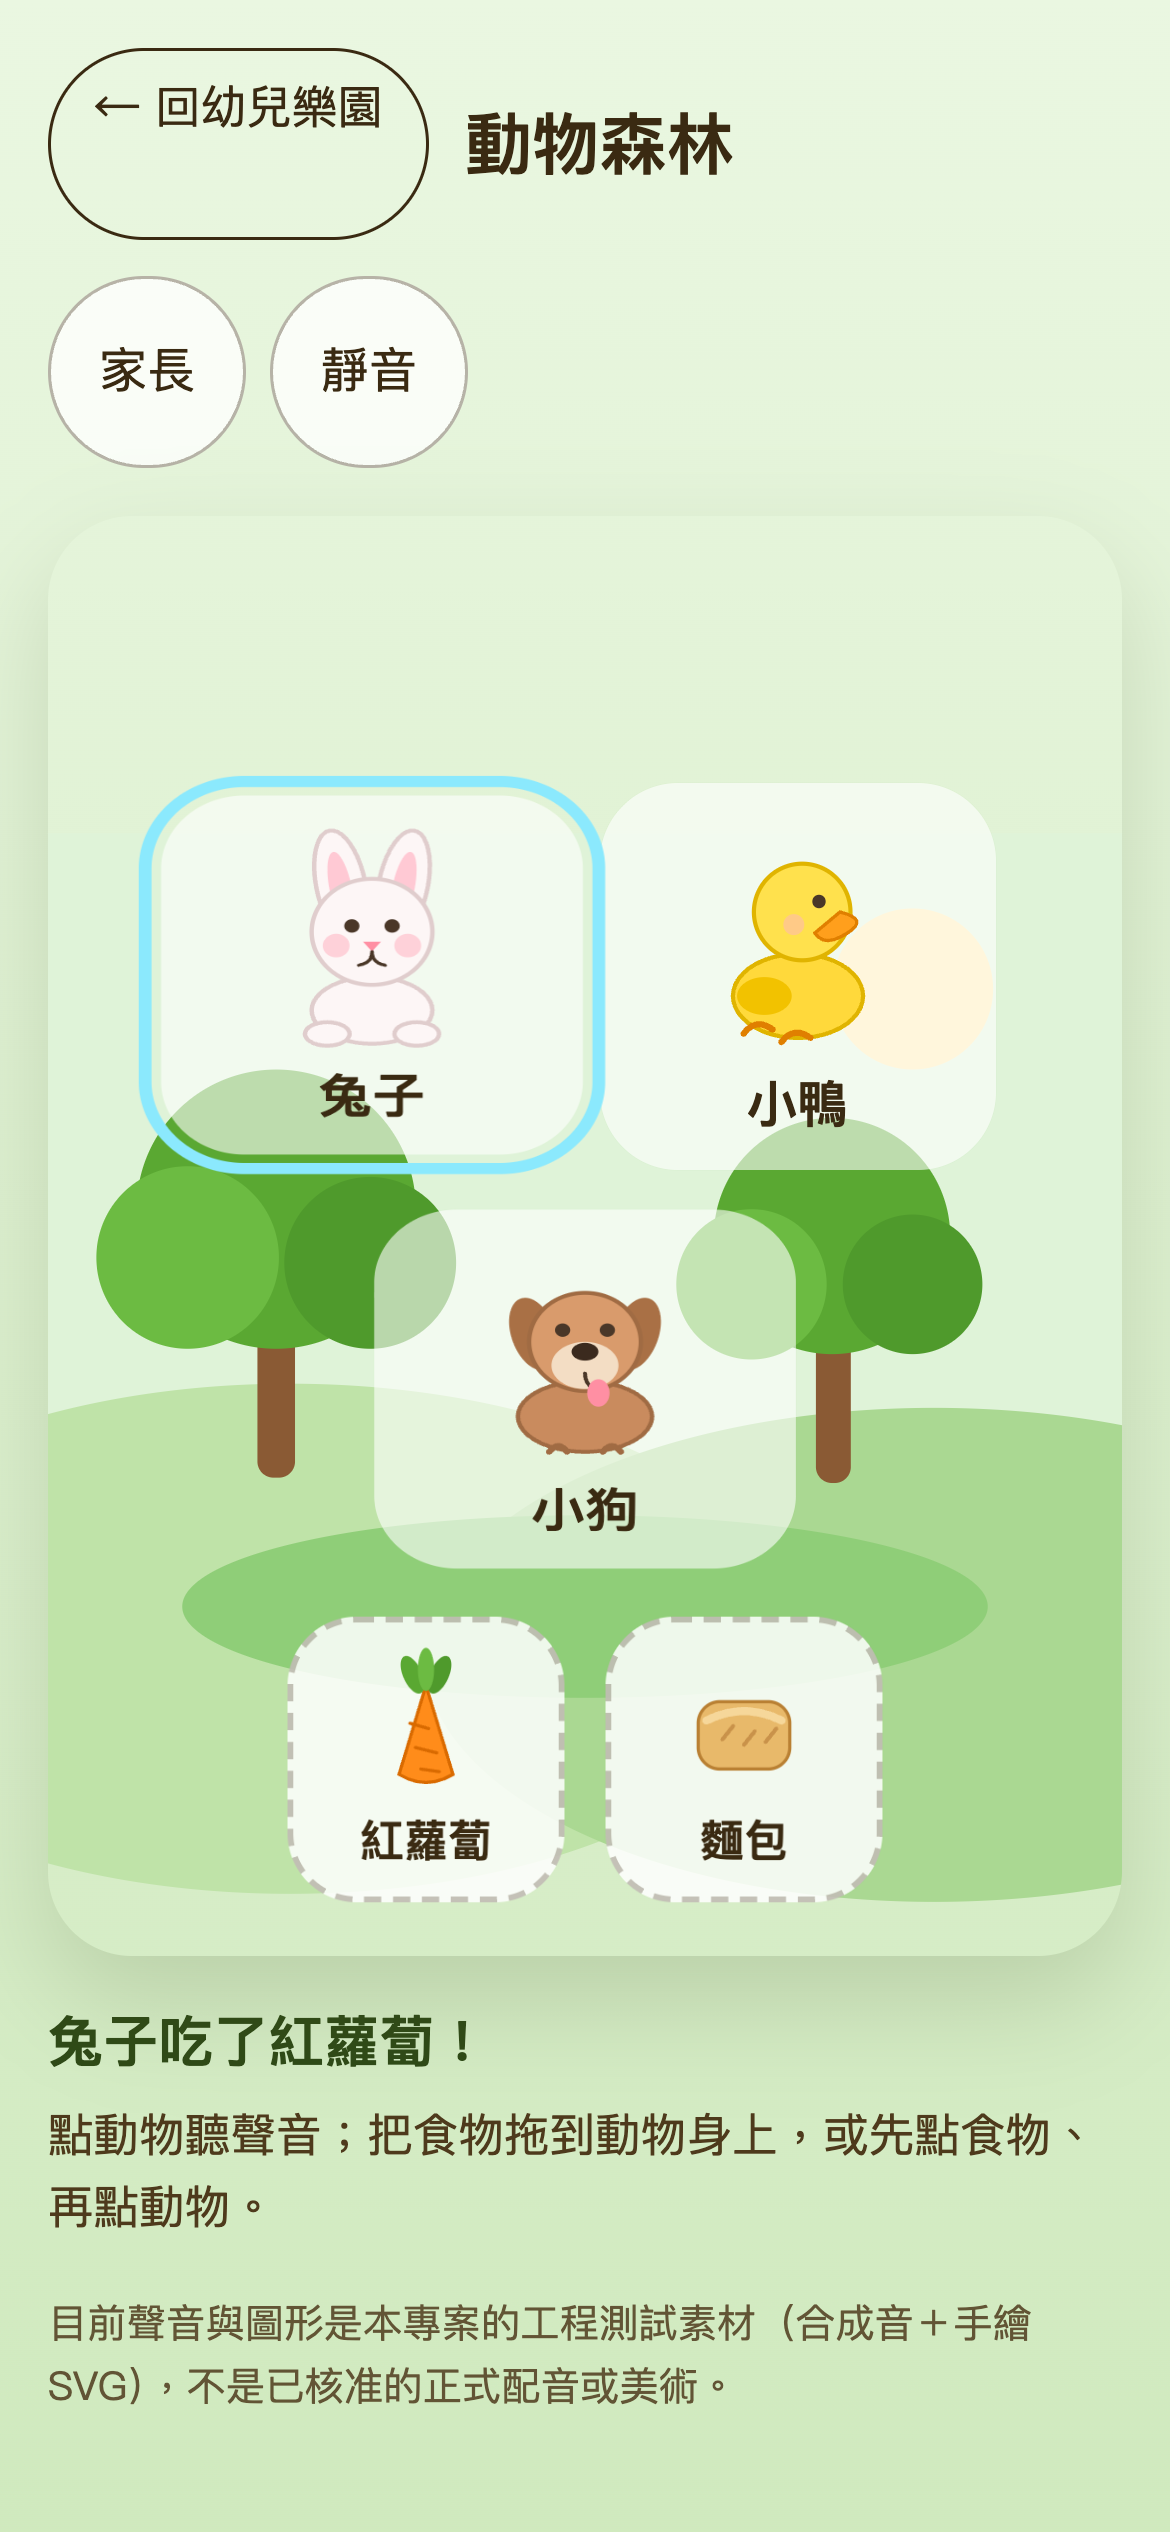 ← 回幼兒樂園
動物森林
家長
靜音
兔子
小鴨
小狗
紅蘿蔔
麵包
兔子吃了紅蘿蔔！
點動物聽聲音；把食物拖到動物身上，或先點食物、
再點動物。
目前聲音與圖形是本專案的工程測試素材（合成音＋手繪
SVG），不是已核准的正式配音或美術。